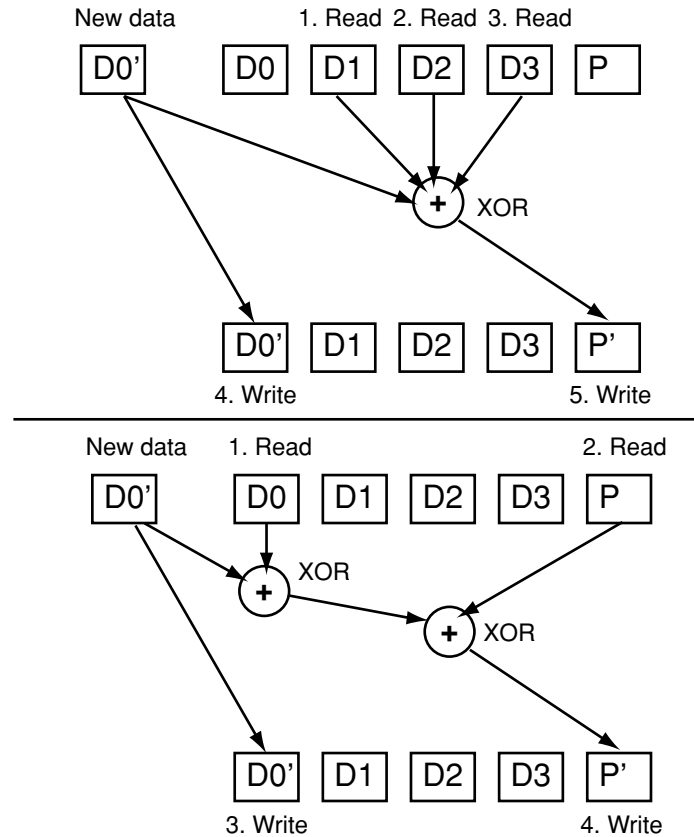 New data 1. Read 2. Read 3. Read
D0’ D0 D1 D2 D3 P
+ XOR
D0’ D1 D2 D3 P’
4. Write 5. Write
New data 1. Read 2. Read
D0’ D0 D1 D2 D3 P
+ XOR
+ XOR
D0’ D1 D2 D3 P’
3. Write 4. Write